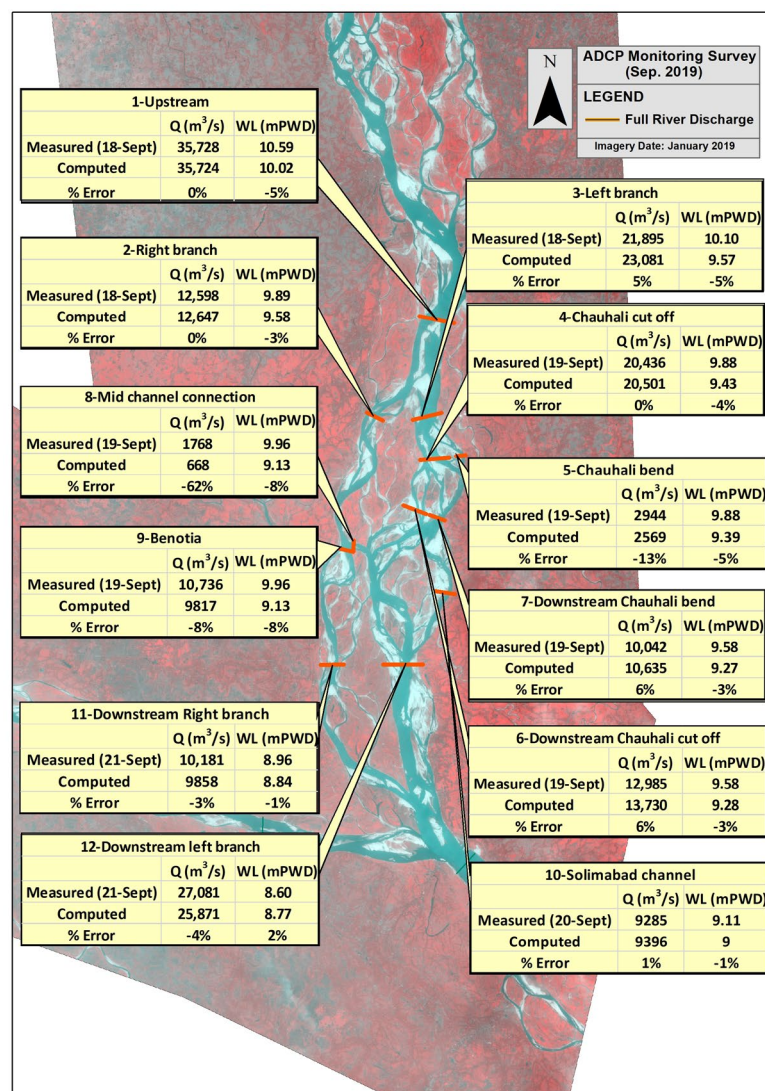 ADCP Monitoring Survey
(Sep. 2019)
N
LEGEND
Full River Discharge
Imagery Date: January 2019
1-Upstream
Q (m³/s) WL (mPWD)
Measured (18-Sept) 35,728 10.59
Computed 35,724 10.02
% Error 0% -5%
2-Right branch
Q (m³/s) WL (mPWD)
Measured (18-Sept) 12,598 9.89
Computed 12,647 9.58
% Error 0% -3%
8-Mid channel connection
Q (m³/s) WL (mPWD)
Measured (19-Sept) 1768 9.96
Computed 668 9.13
% Error -62% -8%
9-Benotia
Q (m³/s) WL (mPWD)
Measured (19-Sept) 10,736 9.96
Computed 9817 9.13
% Error -8% -8%
11-Downstream Right branch
Q (m³/s) WL (mPWD)
Measured (21-Sept) 10,181 8.96
Computed 9858 8.84
% Error -3% -1%
12-Downstream left branch
Q (m³/s) WL (mPWD)
Measured (21-Sept) 27,081 8.60
Computed 25,871 8.77
% Error -4% 2%
3-Left branch
Q (m³/s) WL (mPWD)
Measured (18-Sept) 21,895 10.10
Computed 23,081 9.57
% Error 5% -5%
4-Chauhali cut off
Q (m³/s) WL (mPWD)
Measured (19-Sept) 20,436 9.88
Computed 20,501 9.43
% Error 0% -4%
5-Chauhali bend
Q (m³/s) WL (mPWD)
Measured (19-Sept) 2944 9.88
Computed 2569 9.39
% Error -13% -5%
7-Downstream Chauhali bend
Q (m³/s) WL (mPWD)
Measured (19-Sept) 10,042 9.58
Computed 10,635 9.27
% Error 6% -3%
6-Downstream Chauhali cut off
Q (m³/s) WL (mPWD)
Measured (19-Sept) 12,985 9.58
Computed 13,730 9.28
% Error 6% -3%
10-Solimabad channel
Q (m³/s) WL (mPWD)
Measured (20-Sept) 9285 9.11
Computed 9396 9
% Error 1% -1%